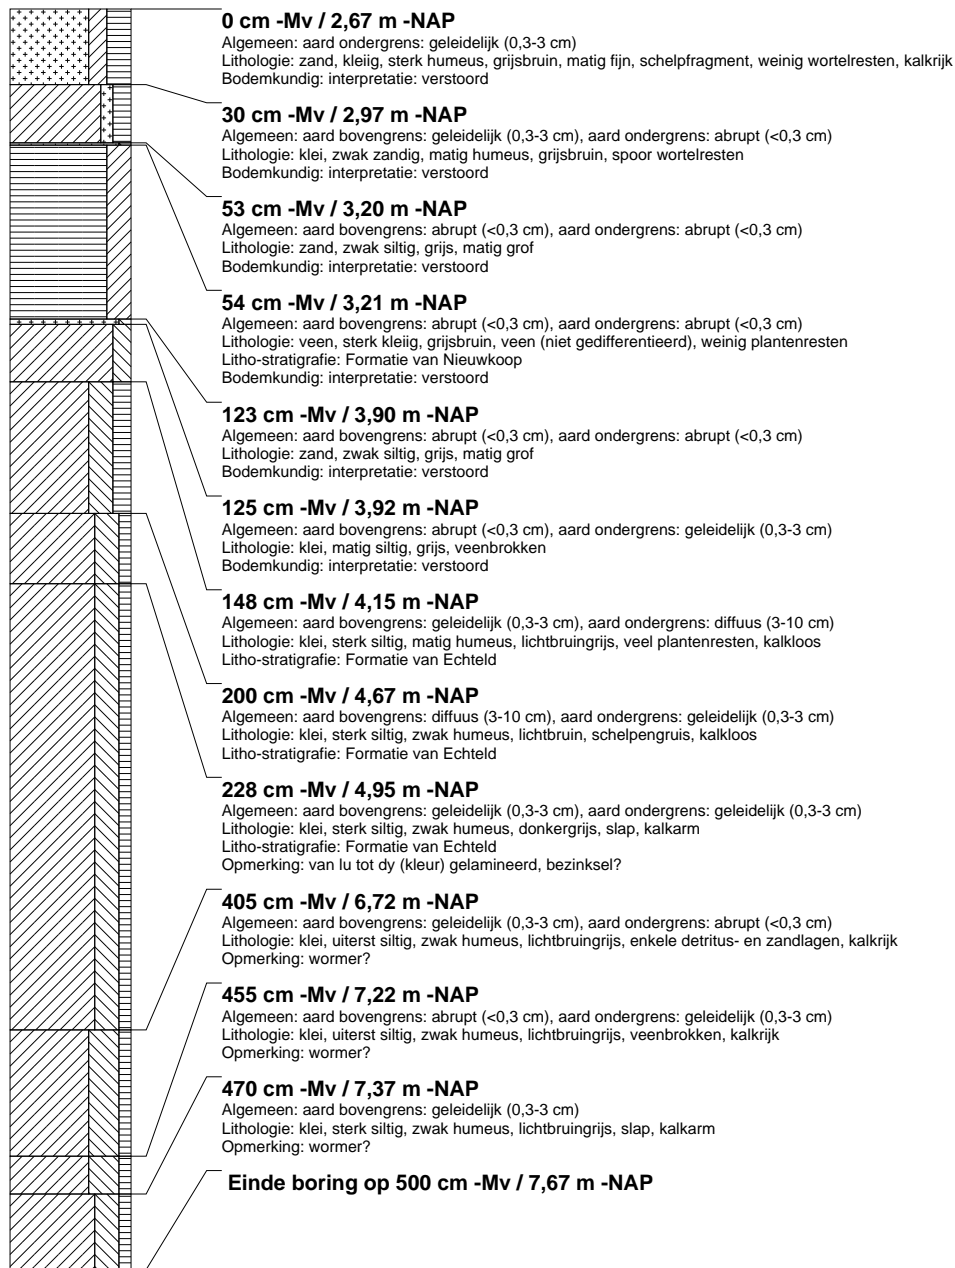 0 cm -Mv / 2,67 m -NAP
Algemeen: aard ondergrens: geleidelijk (0,3-3 cm)
Lithologie: zand, kleiig, sterk humeus, grijsbruin, matig fijn, schelpfragment, weinig wortelresten, kalkrijk
Bodemkundig: interpretatie: verstoord
30 cm -Mv / 2,97 m -NAP
Algemeen: aard bovengrens: geleidelijk (0,3-3 cm), aard ondergrens: abrupt (<0,3 cm)
Lithologie: klei, zwak zandig, matig humeus, grijsbruin, spoor wortelresten
Bodemkundig: interpretatie: verstoord
53 cm -Mv / 3,20 m -NAP
Algemeen: aard bovengrens: abrupt (<0,3 cm), aard ondergrens: abrupt (<0,3 cm)
Lithologie: zand, zwak siltig, grijs, matig grof
Bodemkundig: interpretatie: verstoord
54 cm -Mv / 3,21 m -NAP
Algemeen: aard bovengrens: abrupt (<0,3 cm), aard ondergrens: abrupt (<0,3 cm)
Lithologie: veen, sterk kleiig, grijsbruin, veen (niet gedifferentieerd), weinig plantenresten
Litho-stratigrafie: Formatie van Nieuwkoop
Bodemkundig: interpretatie: verstoord
123 cm -Mv / 3,90 m -NAP
Algemeen: aard bovengrens: abrupt (<0,3 cm), aard ondergrens: abrupt (<0,3 cm)
Lithologie: zand, zwak siltig, grijs, matig grof
Bodemkundig: interpretatie: verstoord
125 cm -Mv / 3,92 m -NAP
Algemeen: aard bovengrens: abrupt (<0,3 cm), aard ondergrens: geleidelijk (0,3-3 cm)
Lithologie: klei, matig siltig, grijs, veenbrokken
Bodemkundig: interpretatie: verstoord
148 cm -Mv / 4,15 m -NAP
Algemeen: aard bovengrens: geleidelijk (0,3-3 cm), aard ondergrens: diffuus (3-10 cm)
Lithologie: klei, sterk siltig, matig humeus, lichtbruingrijs, veel plantenresten, kalkloos
Litho-stratigrafie: Formatie van Echteld
200 cm -Mv / 4,67 m -NAP
Algemeen: aard bovengrens: diffuus (3-10 cm), aard ondergrens: geleidelijk (0,3-3 cm)
Lithologie: klei, sterk siltig, zwak humeus, lichtbruin, schelpengruis, kalkloos
Litho-stratigrafie: Formatie van Echteld
228 cm -Mv / 4,95 m -NAP
Algemeen: aard bovengrens: geleidelijk (0,3-3 cm), aard ondergrens: geleidelijk (0,3-3 cm)
Lithologie: klei, sterk siltig, zwak humeus, donkergrijs, slap, kalkarm
Litho-stratigrafie: Formatie van Echteld
Opmerking: van lu tot dy (kleur) gelamineerd, bezinksel?
405 cm -Mv / 6,72 m -NAP
Algemeen: aard bovengrens: geleidelijk (0,3-3 cm), aard ondergrens: abrupt (<0,3 cm)
Lithologie: klei, uiterst siltig, zwak humeus, lichtbruingrijs, enkele detritus- en zandlagen, kalkrijk
Opmerking: wormer?
455 cm -Mv / 7,22 m -NAP
Algemeen: aard bovengrens: abrupt (<0,3 cm), aard ondergrens: geleidelijk (0,3-3 cm)
Lithologie: klei, uiterst siltig, zwak humeus, lichtbruingrijs, veenbrokken, kalkrijk
Opmerking: wormer?
470 cm -Mv / 7,37 m -NAP
Algemeen: aard bovengrens: geleidelijk (0,3-3 cm)
Lithologie: klei, sterk siltig, zwak humeus, lichtbruingrijs, slap, kalkarm
Opmerking: wormer?
Einde boring op 500 cm -Mv / 7,67 m -NAP